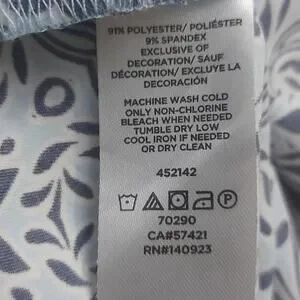 91% POLYESTER/ POLIÉSTER
9% SPANDEX
EXCLUSIVE OF
DECORATION/ SAUF
DÉCORATION/ EXCLUYE LA
DECORACIÓN
MACHINE WASH COLD
ONLY NON-CHLORINE
BLEACH WHEN NEEDED
TUMBLE DRY LOW
COOL IRON IF NEEDED
OR DRY CLEAN
452142
70290
CA#57421
RN#140923